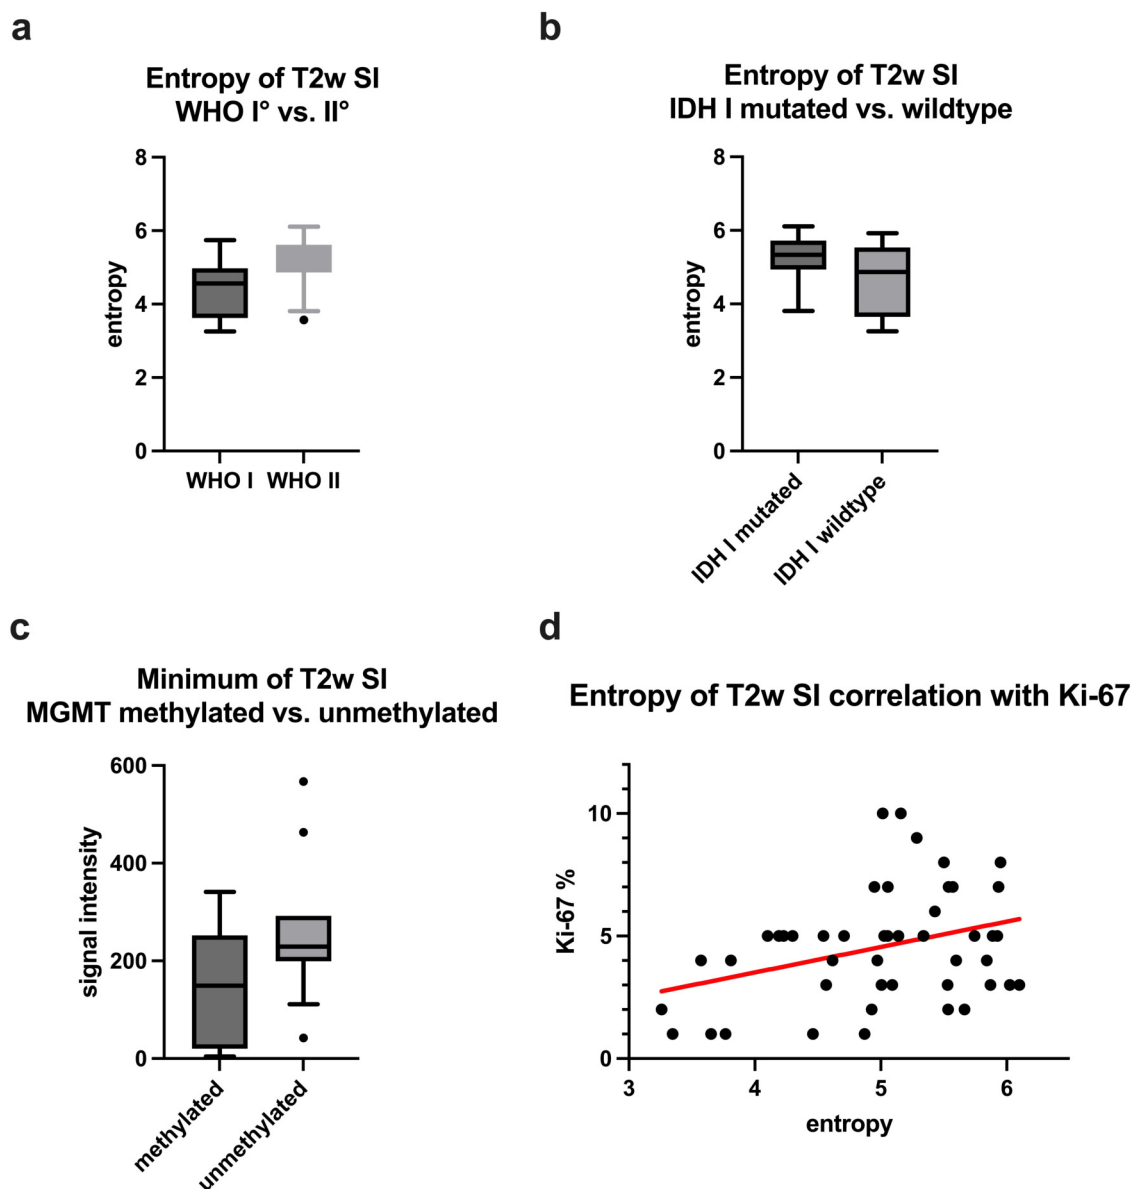 a
Entropy of T2w SI
WHO I° vs. II°
8
6
4
2
0
entropy
WHO I WHO II
b
Entropy of T2w SI
IDH I mutated vs. wildtype
8
6
4
2
0
entropy
IDH I mutated
IDH I wildtype
c
Minimum of T2w SI
MGMT methylated vs. unmethylated
600
400
200
0
signal intensity
methylated
unmethylated
d
Entropy of T2w SI correlation with Ki-67
10
5
0
Ki-67 %
3 4 5 6
entropy